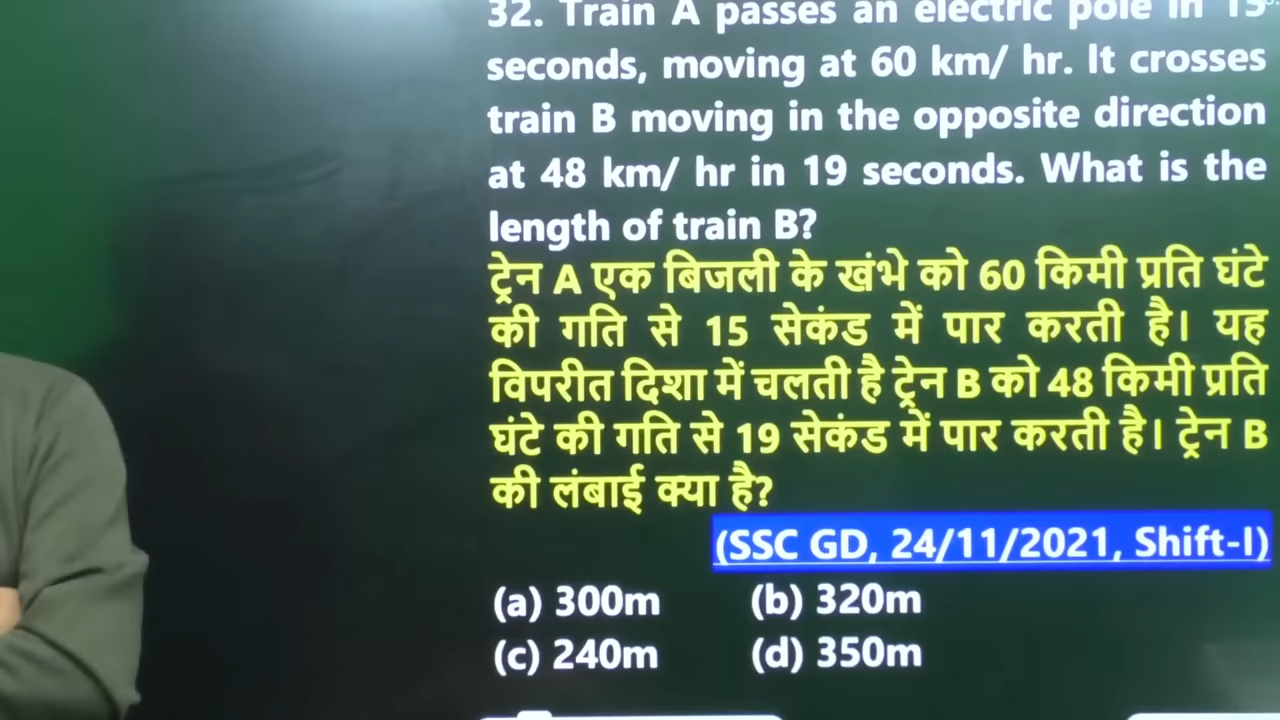 32. Train A passes an electric pole in 15
seconds, moving at 60 km/ hr. It crosses
train B moving in the opposite direction
at 48 km/ hr in 19 seconds. What is the
length of train B?
ट्रेन A एक बिजली के खंभे को 60 किमी प्रति घंटे
की गति से 15 सेकंड में पार करती है। यह
विपरीत दिशा में चलती है ट्रेन B को 48 किमी प्रति
घंटे की गति से 19 सेकंड में पार करती है। ट्रेन B
की लंबाई क्या है?
(SSC GD, 24/11/2021, Shift-I)
(a) 300m (b) 320m
(c) 240m (d) 350m